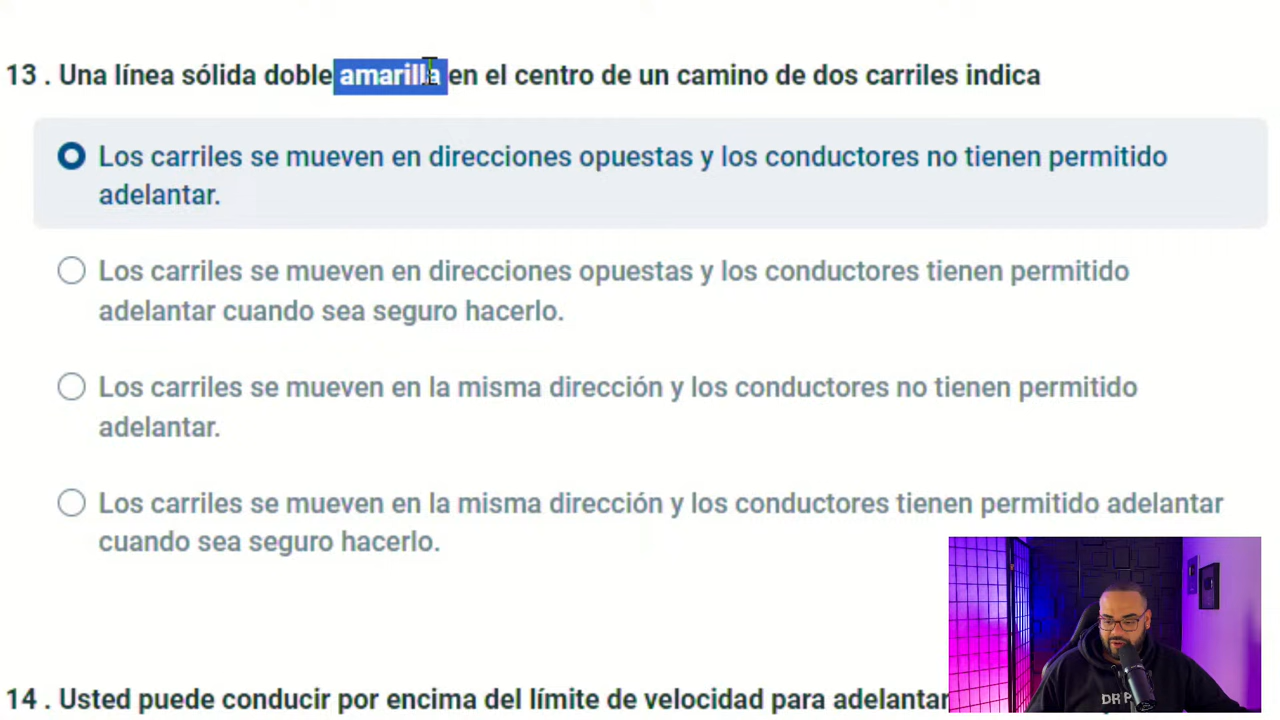 13 . Una línea sólida doble amarilla en el centro de un camino de dos carriles indica
Los carriles se mueven en direcciones opuestas y los conductores no tienen permitido
adelantar.
Los carriles se mueven en direcciones opuestas y los conductores tienen permitido
adelantar cuando sea seguro hacerlo.
Los carriles se mueven en la misma dirección y los conductores no tienen permitido
adelantar.
Los carriles se mueven en la misma dirección y los conductores tienen permitido adelantar
cuando sea seguro hacerlo.
14 . Usted puede conducir por encima del límite de velocidad para adelantar